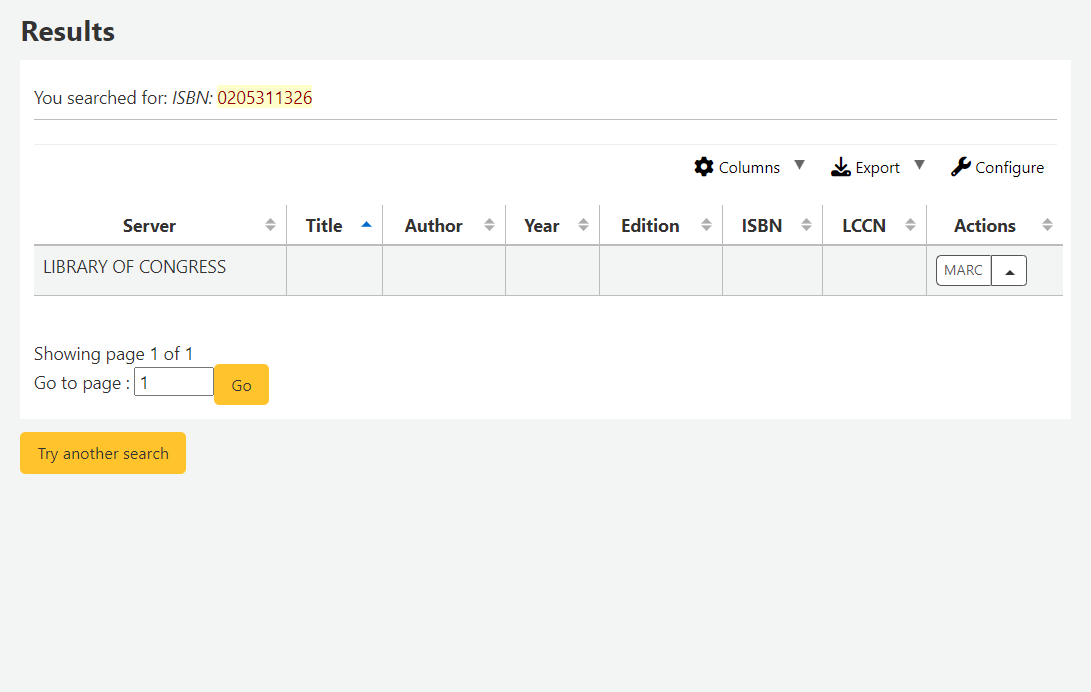 Results
You searched for: ISBN: 0205311326
Columns Export Configure
Server Title Author Year Edition ISBN LCCN Actions
LIBRARY OF CONGRESS MARC
Showing page 1 of 1
Go to page : 1 Go
Try another search